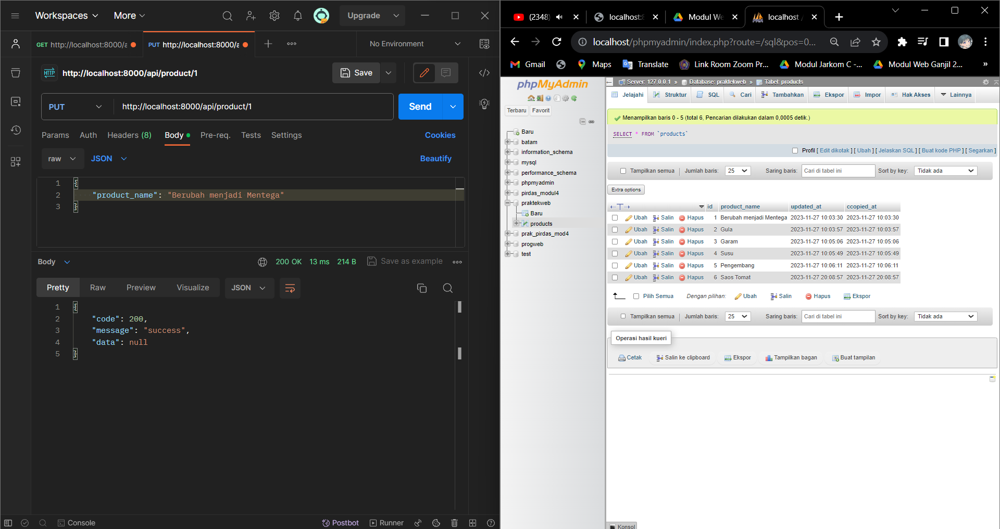 Workspaces More Upgrade
GET http://localhost:8000/a PUT http://localhost:8000/a No Environment
HTTP http://localhost:8000/api/product/1 Save
PUT http://localhost:8000/api/product/1 Send
Params Auth Headers (8) Body Pre-req. Tests Settings Cookies
raw JSON Beautify
1 {
2 "product_name": "Berubah menjadi Mentega"
3 }
Body 200 OK 13 ms 214 B Save as example
Pretty Raw Preview Visualize JSON
1 {
2 "code": 200,
3 "message": "success",
4 "data": null
5 }
Console Postbot Runner
(2348) localhost:8 Modul We localhost /
localhost/phpmyadmin/index.php?route=/sql&pos=0...
Gmail Maps Translate Link Room Zoom Pr... Modul Jarkom C -... Modul Web Ganjil 2... »
phpMyAdmin
Terbaru Favorit
Baru
batam
information_schema
mysql
performance_schema
phpmyadmin
pirdas_modul4
praktekweb
Baru
products
prak_pirdas_mod4
progweb
test
Server: 127.0.0.1 » Database: praktekweb » Tabel: products
Jelajahi Struktur SQL Cari Tambahkan Ekspor Impor Hak Akses Lainnya
Menampilkan baris 0 - 5 (total 6, Pencarian dilakukan dalam 0,0005 detik.)
SELECT * FROM `products`
Profil [ Edit dikotak ] [ Ubah ] [ Jelaskan SQL ] [ Buat kode PHP ] [ Segarkan ]
Tampilkan semua Jumlah baris: 25 Saring baris: Cari di tabel ini Sort by key: Tidak ada
Extra options
id product_name updated_at ccopied_at
Ubah Salin Hapus 1 Berubah menjadi Mentega 2023-11-27 10:03:30 2023-11-27 10:03:30
Ubah Salin Hapus 2 Gula 2023-11-27 10:03:57 2023-11-27 10:03:57
Ubah Salin Hapus 3 Garam 2023-11-27 10:05:06 2023-11-27 10:05:06
Ubah Salin Hapus 4 Susu 2023-11-27 10:05:49 2023-11-27 10:05:49
Ubah Salin Hapus 5 Pengembang 2023-11-27 10:06:11 2023-11-27 10:06:11
Ubah Salin Hapus 6 Saos Tomat 2023-11-27 20:08:57 2023-11-27 20:08:57
Pilih Semua Dengan pilihan: Ubah Salin Hapus Ekspor
Tampilkan semua Jumlah baris: 25 Saring baris: Cari di tabel ini Sort by key: Tidak ada
Operasi hasil kueri
Cetak Salin ke clipboard Ekspor Tampilkan bagan Buat tampilan
Konsol